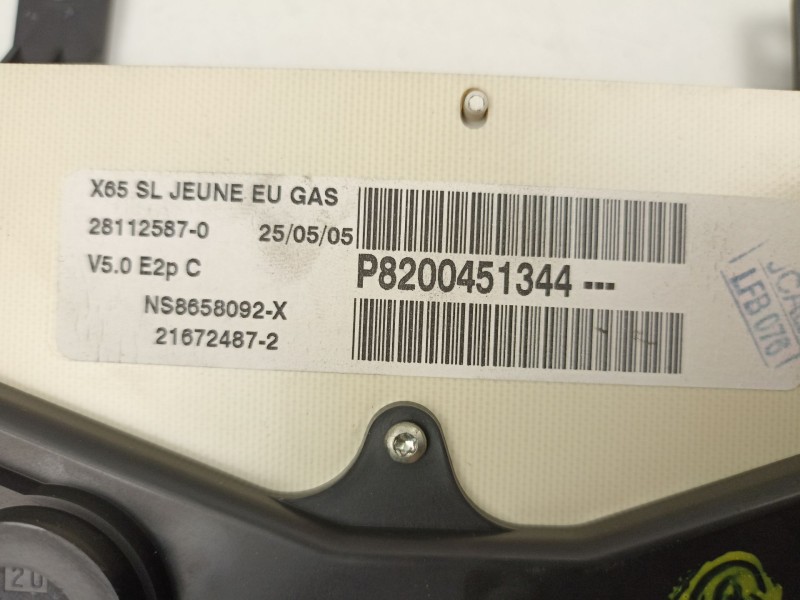 X65 SL JEUNE EU GAS
28112587-0 25/05/05
V5.0 E2p C
P8200451344 ---
NS8658092-X
21672487-2
LFB 076
20